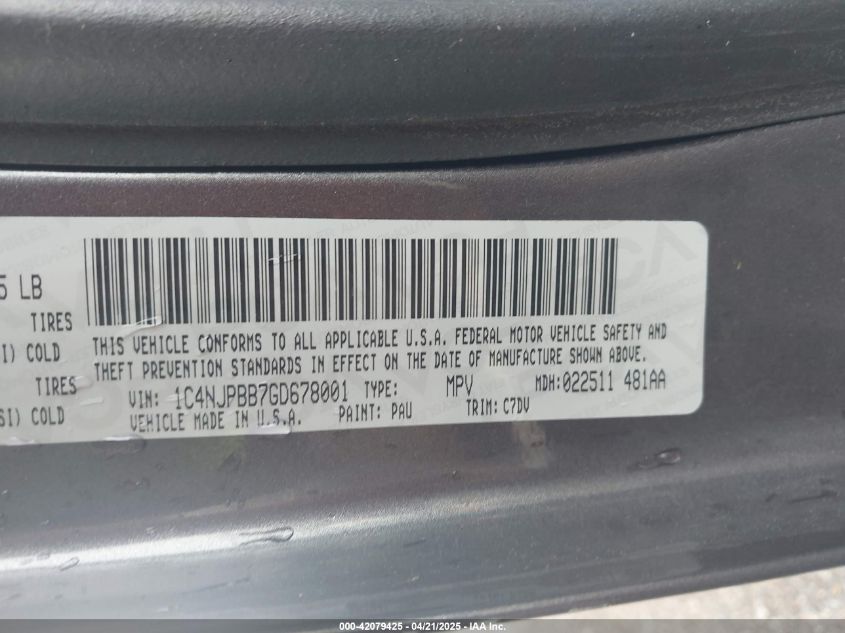 5 LB
TIRES
SI) COLD
TIRES
SI) COLD
THIS VEHICLE CONFORMS TO ALL APPLICABLE U.S.A. FEDERAL MOTOR VEHICLE SAFETY AND
THEFT PREVENTION STANDARDS IN EFFECT ON THE DATE OF MANUFACTURE SHOWN ABOVE.
VIN: 1C4NJPBB7GD678001 TYPE: MPV MDH:022511 481AA
VEHICLE MADE IN U.S.A. PAINT: PAU TRIM: C7DV
000-42079425 - 04/21/2025 - IAA Inc.